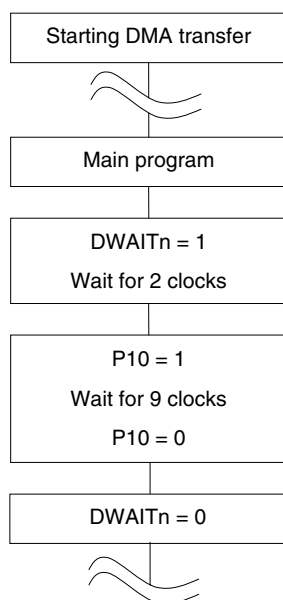 Starting DMA transfer
Main program
DWAITn = 1
Wait for 2 clocks
P10 = 1
Wait for 9 clocks
P10 = 0
DWAITn = 0